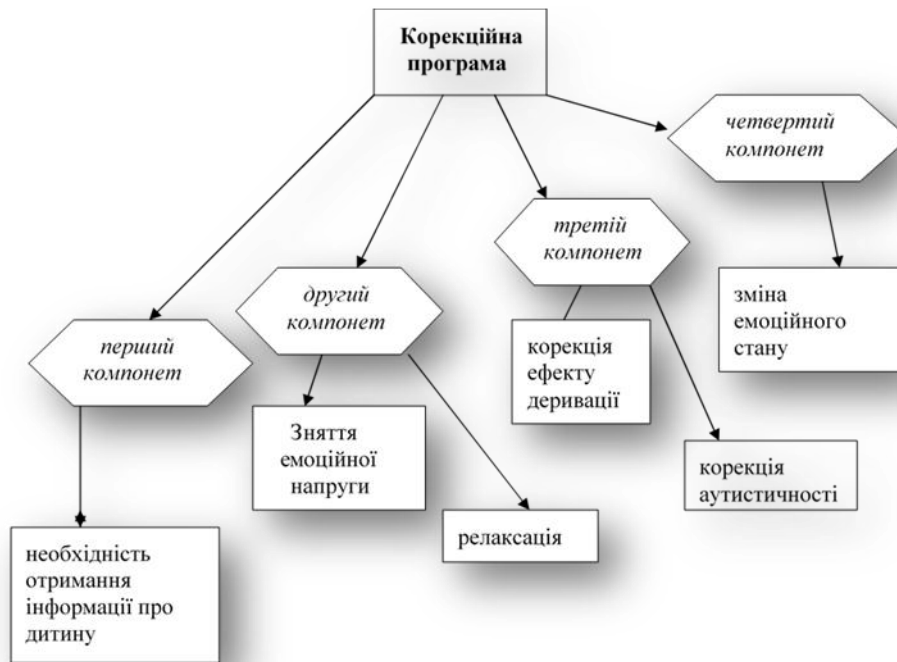 Корекційна
програма
четвертий
компонет
третій
компонет
другий
компонет
перший
компонет
зміна
емоційного
стану
корекція
ефекту
деривації
Зняття
емоційної
напруги
корекція
аутистичності
релаксація
необхідність
отримання
інформації про
дитину